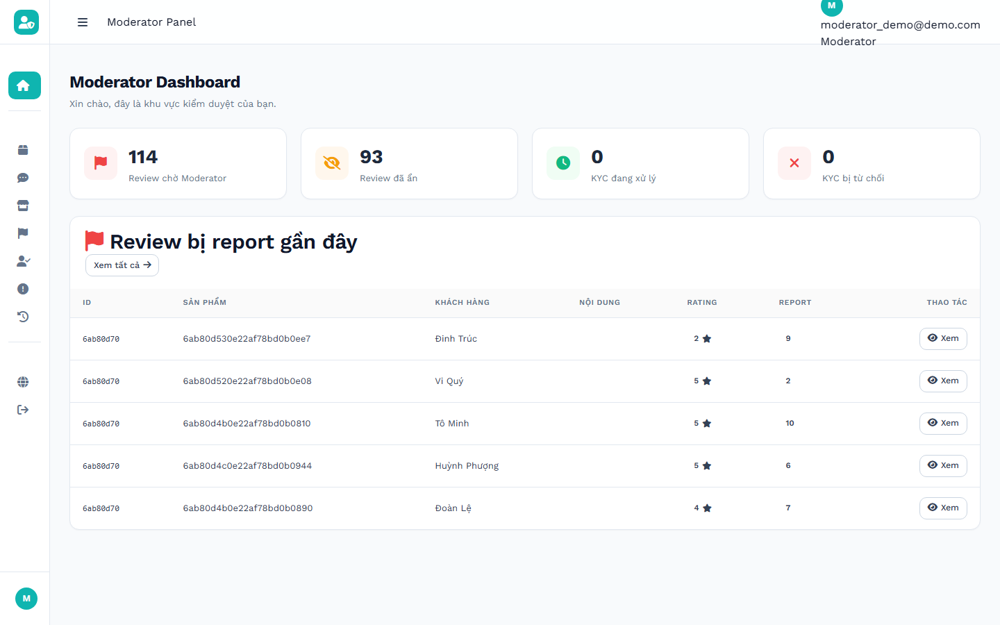 Moderator Panel
M
moderator_demo@demo.com
Moderator
Moderator Dashboard
Xin chào, đây là khu vực kiểm duyệt của bạn.
114
Review chờ Moderator
93
Review đã ẩn
0
KYC đang xử lý
0
KYC bị từ chối
Review bị report gần đây
Xem tất cả
ID SẢN PHẨM KHÁCH HÀNG NỘI DUNG RATING REPORT THAO TÁC
6ab80d70 6ab80d530e22af78bd0b0ee7 Đinh Trúc 2 9 Xem
6ab80d70 6ab80d520e22af78bd0b0e08 Vi Quý 5 2 Xem
6ab80d70 6ab80d4b0e22af78bd0b0810 Tô Minh 5 10 Xem
6ab80d70 6ab80d4c0e22af78bd0b0944 Huỳnh Phượng 5 6 Xem
6ab80d70 6ab80d4b0e22af78bd0b0890 Đoàn Lệ 4 7 Xem
M